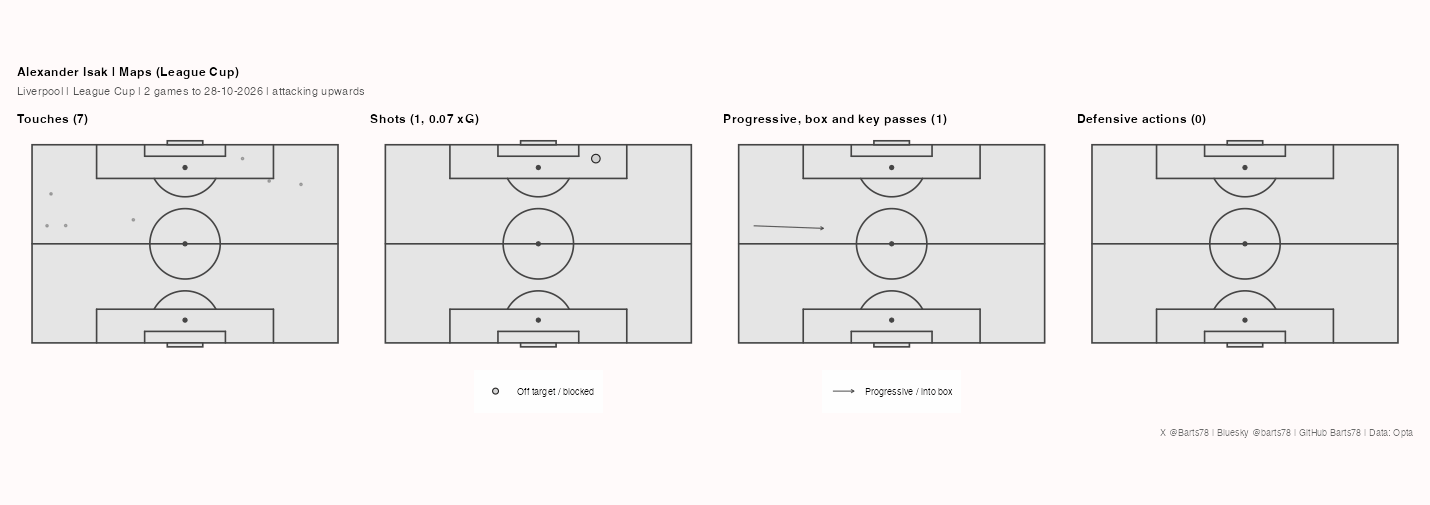 Alexander Isak | Maps (League Cup)
Liverpool | League Cup | 2 games to 28-10-2026 | attacking upwards
Touches (7)
Shots (1, 0.07 xG)
Progressive, box and key passes (1)
Defensive actions (0)
Off target / blocked
Progressive / into box
X @Barts78 | Bluesky @barts78 | GitHub Barts78 | Data: Opta